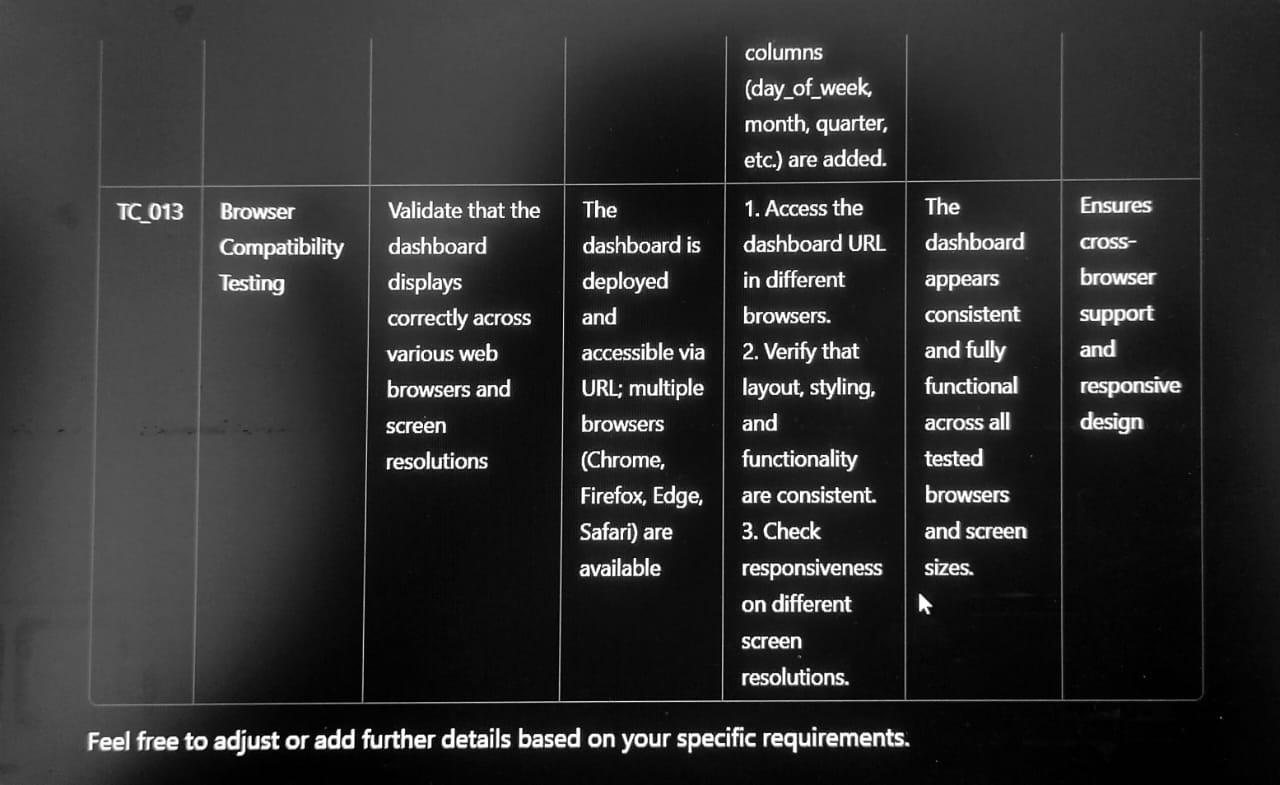 columns
(day_of_week,
month, quarter,
etc.) are added.
TC_013
Browser
Compatibility
Testing
Validate that the
dashboard
displays
correctly across
various web
browsers and
screen
resolutions
The
dashboard is
deployed
and
accessible via
URL; multiple
browsers
(Chrome,
Firefox, Edge,
Safari) are
available
1. Access the
dashboard URL
in different
browsers.
2. Verify that
layout, styling,
and
functionality
are consistent.
3. Check
responsiveness
on different
screen
resolutions.
The
dashboard
appears
consistent
and fully
functional
across all
tested
browsers
and screen
sizes.
Ensures
cross-
browser
support
and
responsive
design
Feel free to adjust or add further details based on your specific requirements.